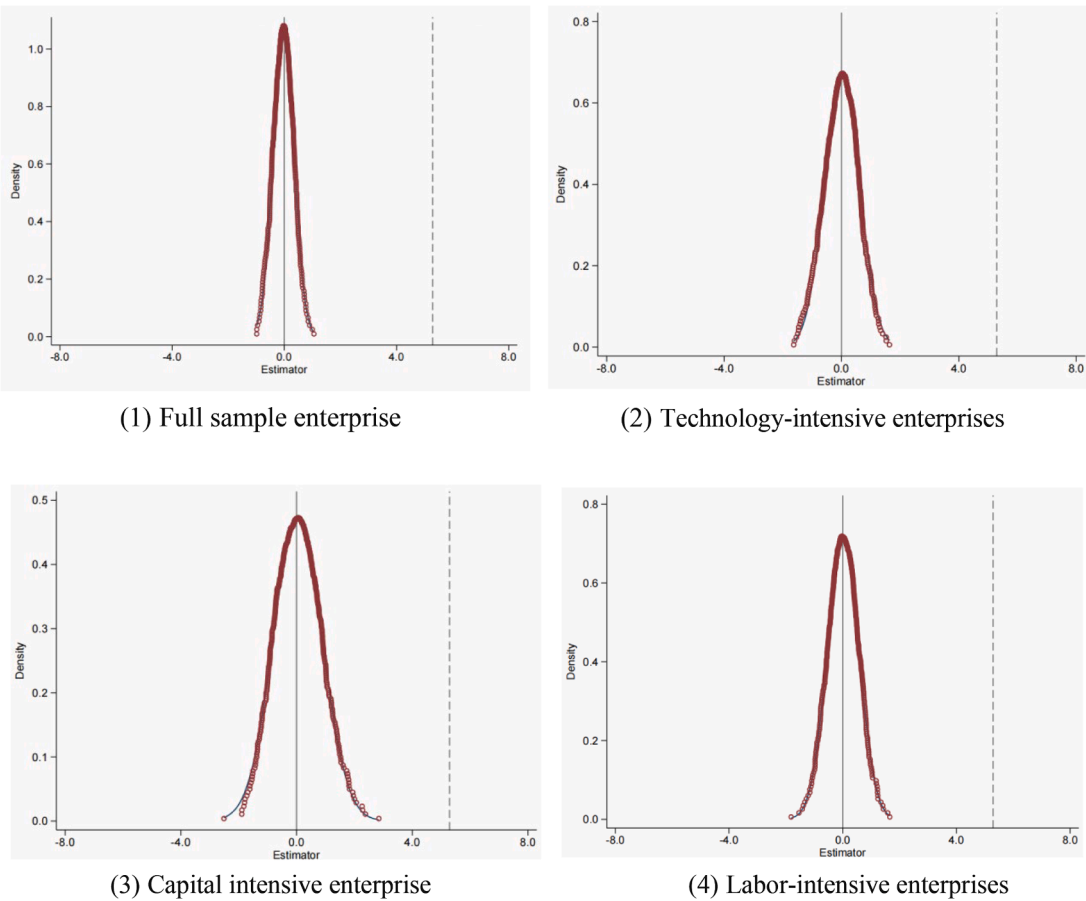 1.0
0.8
0.6
0.4
0.2
0.0
Density
-8.0 -4.0 0.0 4.0 8.0
Estimator
(1) Full sample enterprise
0.8
0.6
0.4
0.2
0.0
Density
-8.0 -4.0 0.0 4.0 8.0
Estimator
(2) Technology-intensive enterprises
0.5
0.4
0.3
0.2
0.1
0.0
Density
-8.0 -4.0 0.0 4.0 8.0
Estimator
(3) Capital intensive enterprise
0.8
0.6
0.4
0.2
0.0
Density
-8.0 -4.0 0.0 4.0 8.0
Estimator
(4) Labor-intensive enterprises